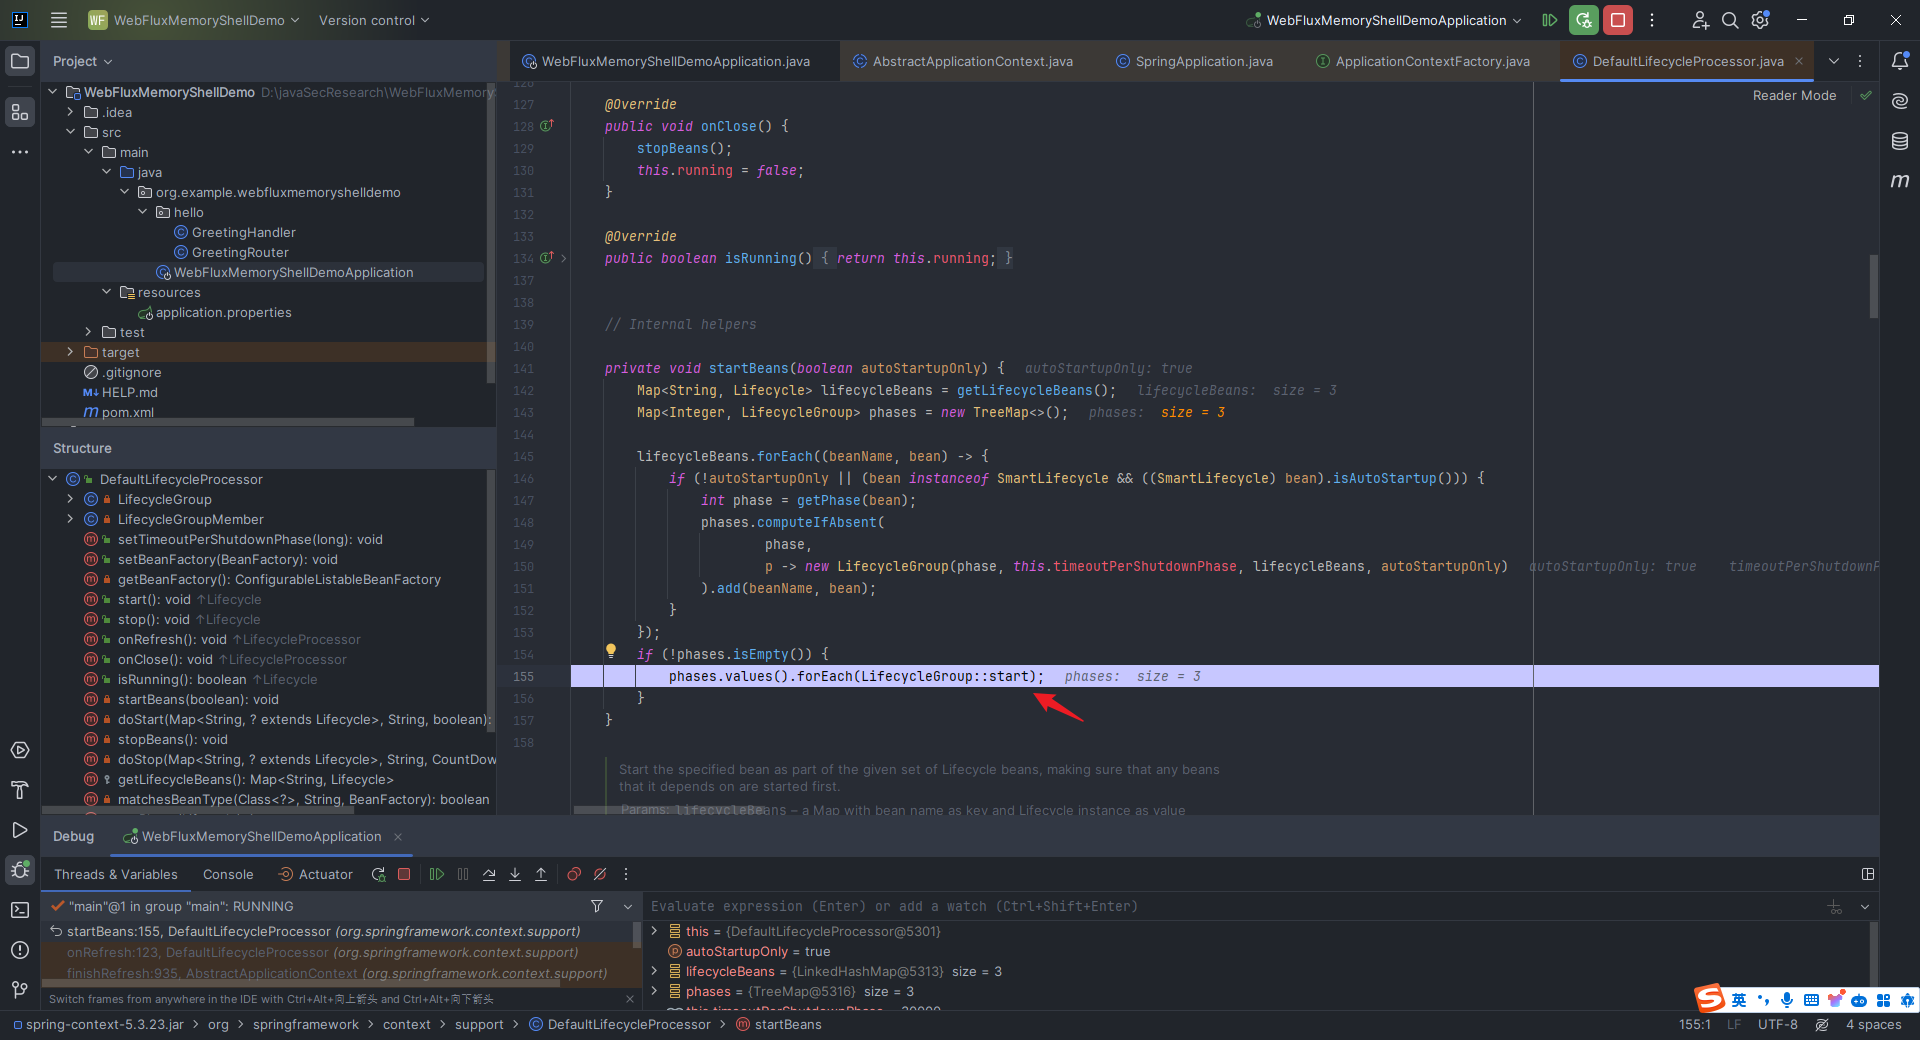 WF WebFluxMemoryShellDemo Version control WebFluxMemoryShellDemoApplication
Project
WebFluxMemoryShellDemoApplication.java AbstractApplicationContext.java SpringApplication.java ApplicationContextFactory.java DefaultLifecycleProcessor.java
Reader Mode
WebFluxMemoryShellDemo D:\javaSecResearch\WebFluxMemory
.idea
src
main
java
org.example.webfluxmemoryshelldemo
hello
GreetingHandler
GreetingRouter
WebFluxMemoryShellDemoApplication
resources
application.properties
test
target
.gitignore
HELP.md
pom.xml
Structure
DefaultLifecycleProcessor
LifecycleGroup
LifecycleGroupMember
setTimeoutPerShutdownPhase(long): void
setBeanFactory(BeanFactory): void
getBeanFactory(): ConfigurableListableBeanFactory
start(): void ↑Lifecycle
stop(): void ↑Lifecycle
onRefresh(): void ↑LifecycleProcessor
onClose(): void ↑LifecycleProcessor
isRunning(): boolean ↑Lifecycle
startBeans(boolean): void
doStart(Map<String, ? extends Lifecycle>, String, boolean):
stopBeans(): void
doStop(Map<String, ? extends Lifecycle>, String, CountDow
getLifecycleBeans(): Map<String, Lifecycle>
matchesBeanType(Class<?>, String, BeanFactory): boolean
126
127 @Override
128 public void onClose() {
129 stopBeans();
130 this.running = false;
131 }
132
133 @Override
134 public boolean isRunning() { return this.running; }
137
138
139 // Internal helpers
140
141 private void startBeans(boolean autoStartupOnly) { autoStartupOnly: true
142 Map<String, Lifecycle> lifecycleBeans = getLifecycleBeans(); lifecycleBeans: size = 3
143 Map<Integer, LifecycleGroup> phases = new TreeMap<>(); phases: size = 3
144
145 lifecycleBeans.forEach((beanName, bean) -> {
146 if (!autoStartupOnly || (bean instanceof SmartLifecycle && ((SmartLifecycle) bean).isAutoStartup())) {
147 int phase = getPhase(bean);
148 phases.computeIfAbsent(
149 phase,
150 p -> new LifecycleGroup(phase, this.timeoutPerShutdownPhase, lifecycleBeans, autoStartupOnly) autoStartupOnly: true timeoutPerShutdownP
151 ).add(beanName, bean);
152 }
153 });
154 if (!phases.isEmpty()) {
155 phases.values().forEach(LifecycleGroup::start); phases: size = 3
156 }
157 }
158
Start the specified bean as part of the given set of Lifecycle beans, making sure that any beans
that it depends on are started first.
Params: lifecycleBeans – a Map with bean name as key and Lifecycle instance as value
Debug WebFluxMemoryShellDemoApplication
Threads & Variables Console Actuator
"main"@1 in group "main": RUNNING
startBeans:155, DefaultLifecycleProcessor (org.springframework.context.support)
onRefresh:123, DefaultLifecycleProcessor (org.springframework.context.support)
finishRefresh:935, AbstractApplicationContext (org.springframework.context.support)
Switch frames from anywhere in the IDE with Ctrl+Alt+向上箭头 and Ctrl+Alt+向下箭头
Evaluate expression (Enter) or add a watch (Ctrl+Shift+Enter)
this = {DefaultLifecycleProcessor@5301}
autoStartupOnly = true
lifecycleBeans = {LinkedHashMap@5313} size = 3
phases = {TreeMap@5316} size = 3
this.timeoutPerShutdownPhase = 30000
英
spring-context-5.3.23.jar org springframework context support DefaultLifecycleProcessor startBeans
155:1 LF UTF-8 4 spaces